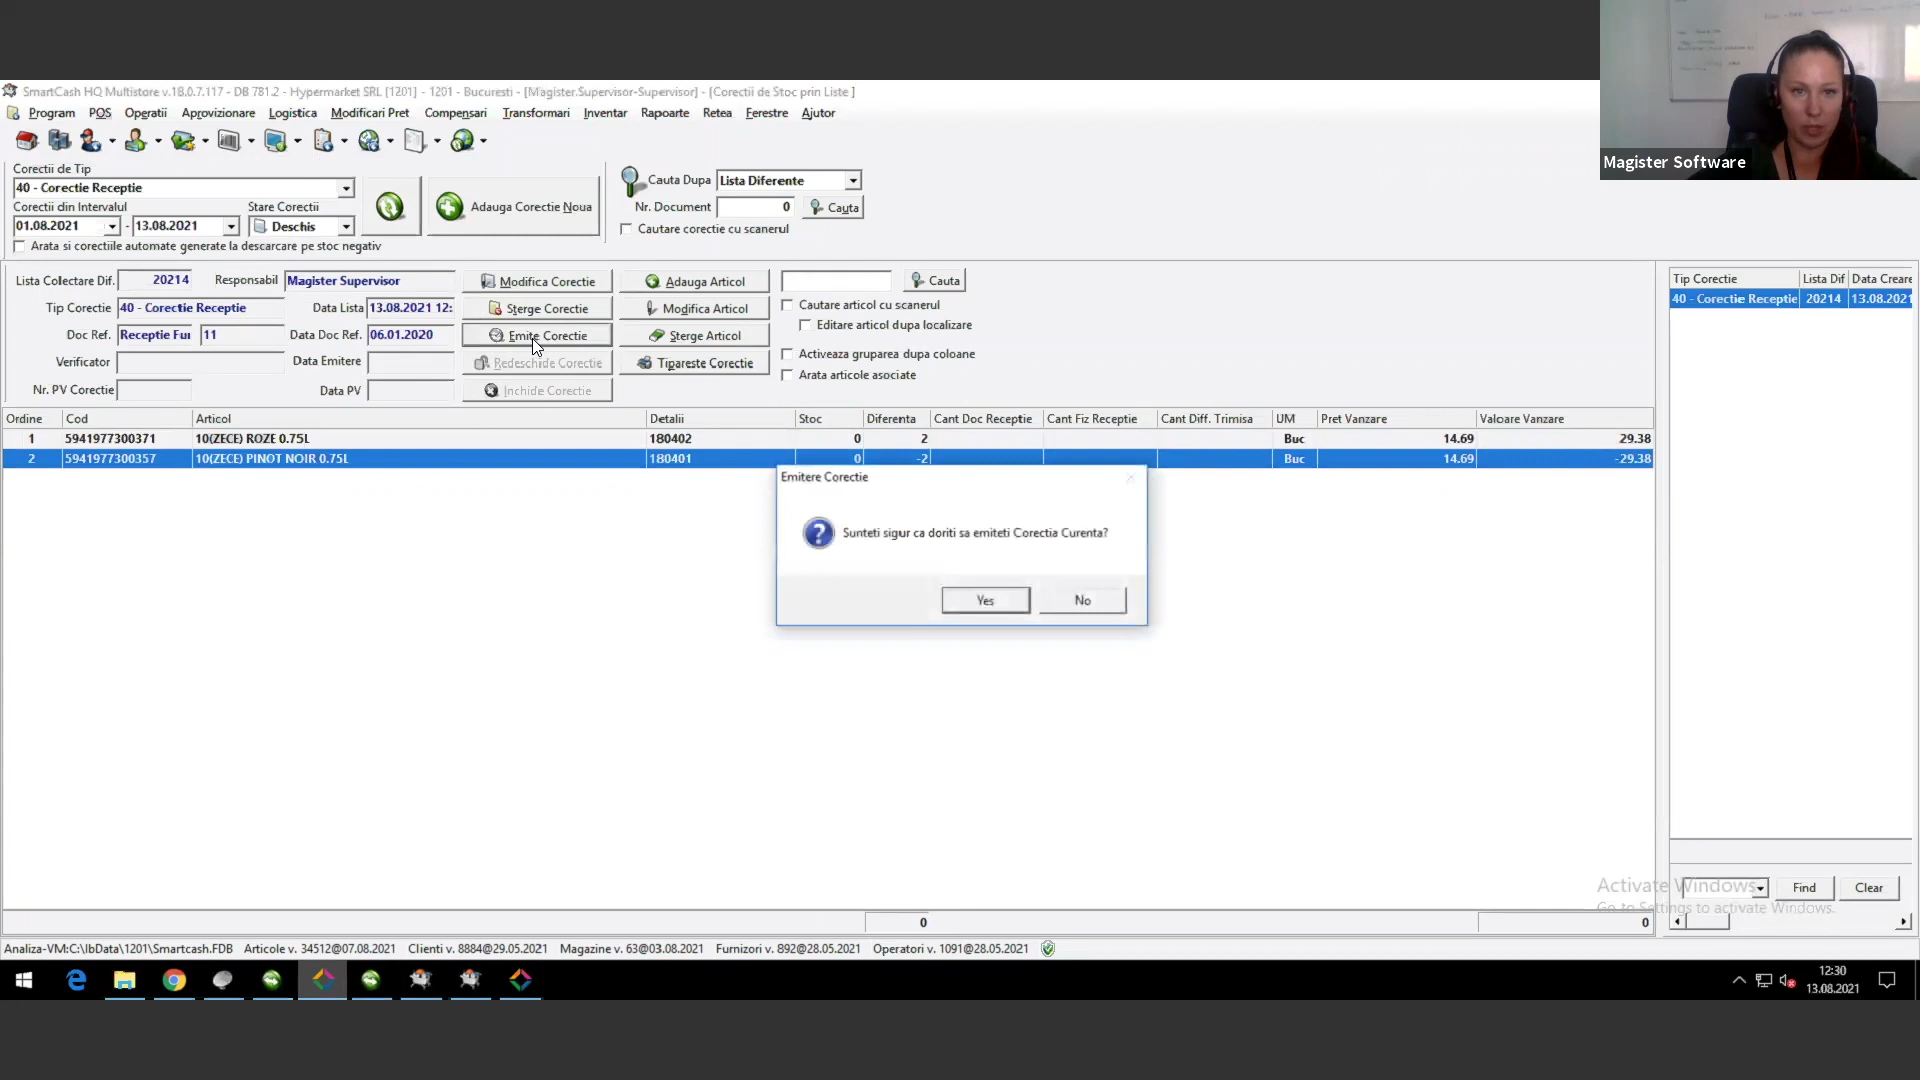 SmartCash HQ Multistore v.18.0.7.117 - DB 781.2 - Hypermarket SRL [1201] - 1201 - Bucuresti - [Magister.Supervisor-Supervisor] - [Corectii de Stoc prin Liste ]
Magister Software
Program POS Operatii Aprovizionare Logistica Modificari Pret Compensari Transformari Inventar Rapoarte Retea Ferestre Ajutor
Corectii de Tip
40 - Corectie Receptie
Corectii din Intervalul Stare Corectii
01.08.2021 - 13.08.2021 Deschis
Arata si corectiile automate generate la descarcare pe stoc negativ
Adauga Corectie Noua
Cauta Dupa Lista Diferente
Nr. Document 0 Cauta
Cautare corectie cu scanerul
Lista Collectare Dif. 20214 Responsabil Magister Supervisor Modifica Corectie Adauga Articol Cauta
Tip Corectie 40 - Corectie Receptie Data Lista 13.08.2021 12: Sterge Corectie Modifica Articol Cautare articol cu scanerul
Editare articol dupa localizare
Doc Ref. Receptie Fur 11 Data Doc Ref. 06.01.2020 Emite Corectie Sterge Articol
Activeaza gruparea dupa coloane
Verificator Data Emitere Redeschide Corectie Tipareste Corectie Arata articole asociate
Nr. PV Corectie Data PV Inchide Corectie
Tip Corectie Lista Dif Data Creare
40 - Corectie Receptie 20214 13.08.2021
Ordine Cod Articol Detalii Stoc Diferenta Cant Doc Receptie Cant Fiz Receptie Cant Diff. Trimisa UM Pret Vanzare Valoare Vanzare
1 5941977300371 10(ZECE) ROZE 0.75L 180402 0 2 Buc 14.69 29.38
2 5941977300357 10(ZECE) PINOT NOIR 0.75L 180401 0 -2 Buc 14.69 -29.38
Emitere Corectie
Sunteti sigur ca doriti sa emiteti Corectia Curenta?
Yes No
Activate Windows
Go to Settings to activate Windows.
Find Clear
0 0
Analiza-VM:C:\IbData\1201\Smartcash.FDB Articole v. 34512@07.08.2021 Clienti v. 8884@29.05.2021 Magazine v. 63@03.08.2021 Furnizori v. 892@28.05.2021 Operatori v. 1091@28.05.2021
12:30
13.08.2021